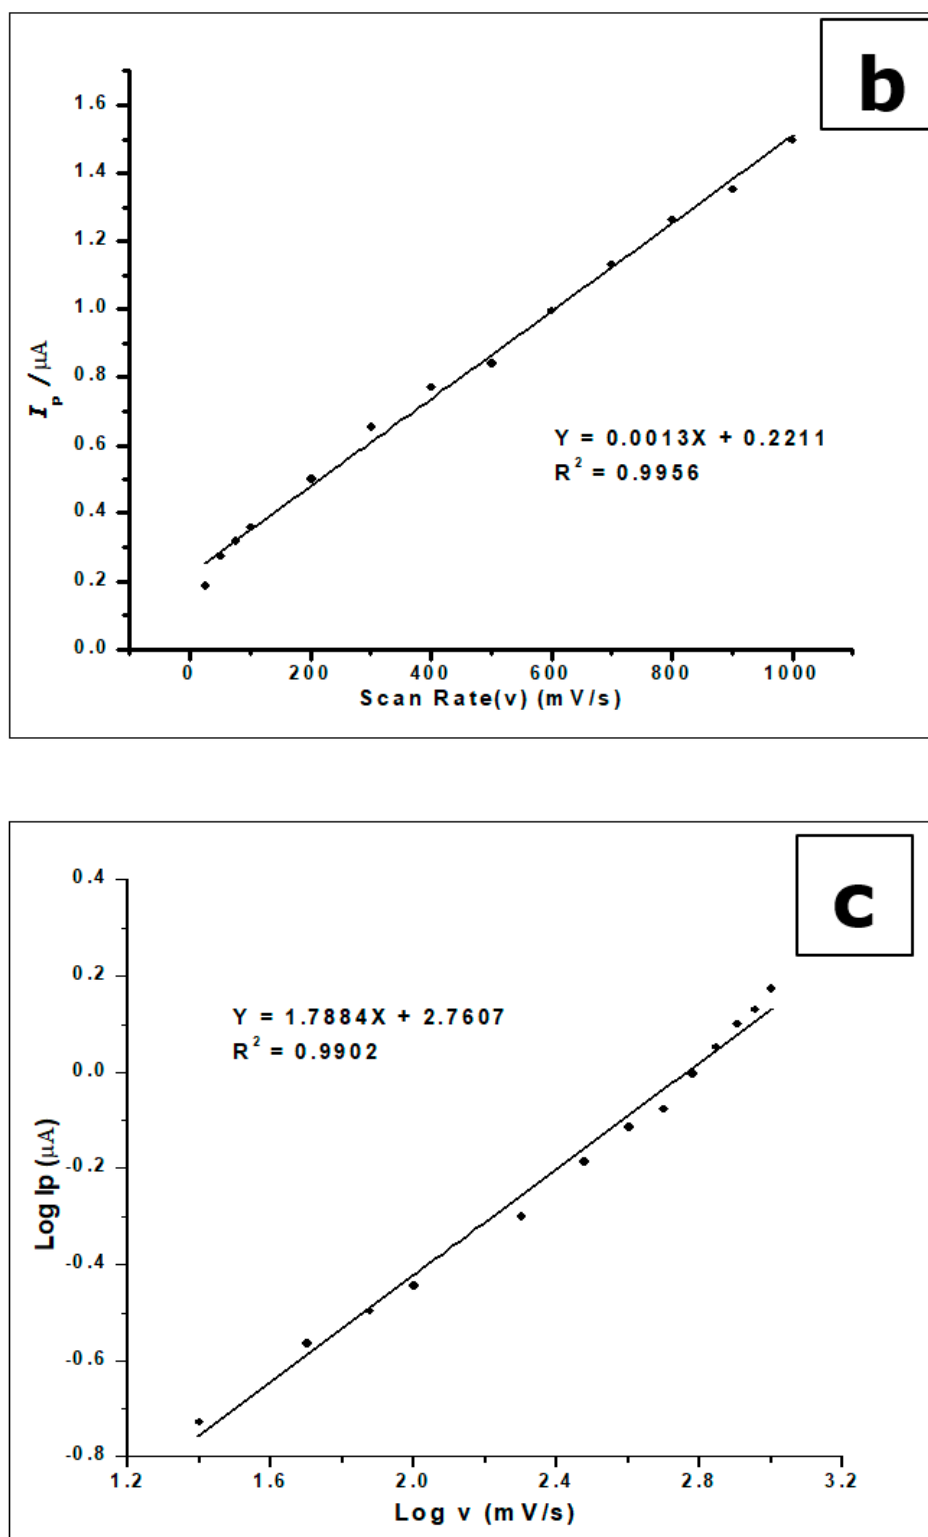 b
1.6
1.4
1.2
1.0
0.8
0.6
0.4
0.2
0.0
I_p /μA
Y = 0.0013X + 0.2211
R² = 0.9956
0 200 400 600 800 1000
Scan Rate(v) (mV/s)
c
0.4
0.2
0.0
-0.2
-0.4
-0.6
-0.8
Log Ip (μA)
Y = 1.7884X + 2.7607
R² = 0.9902
1.2 1.6 2.0 2.4 2.8 3.2
Log v (mV/s)